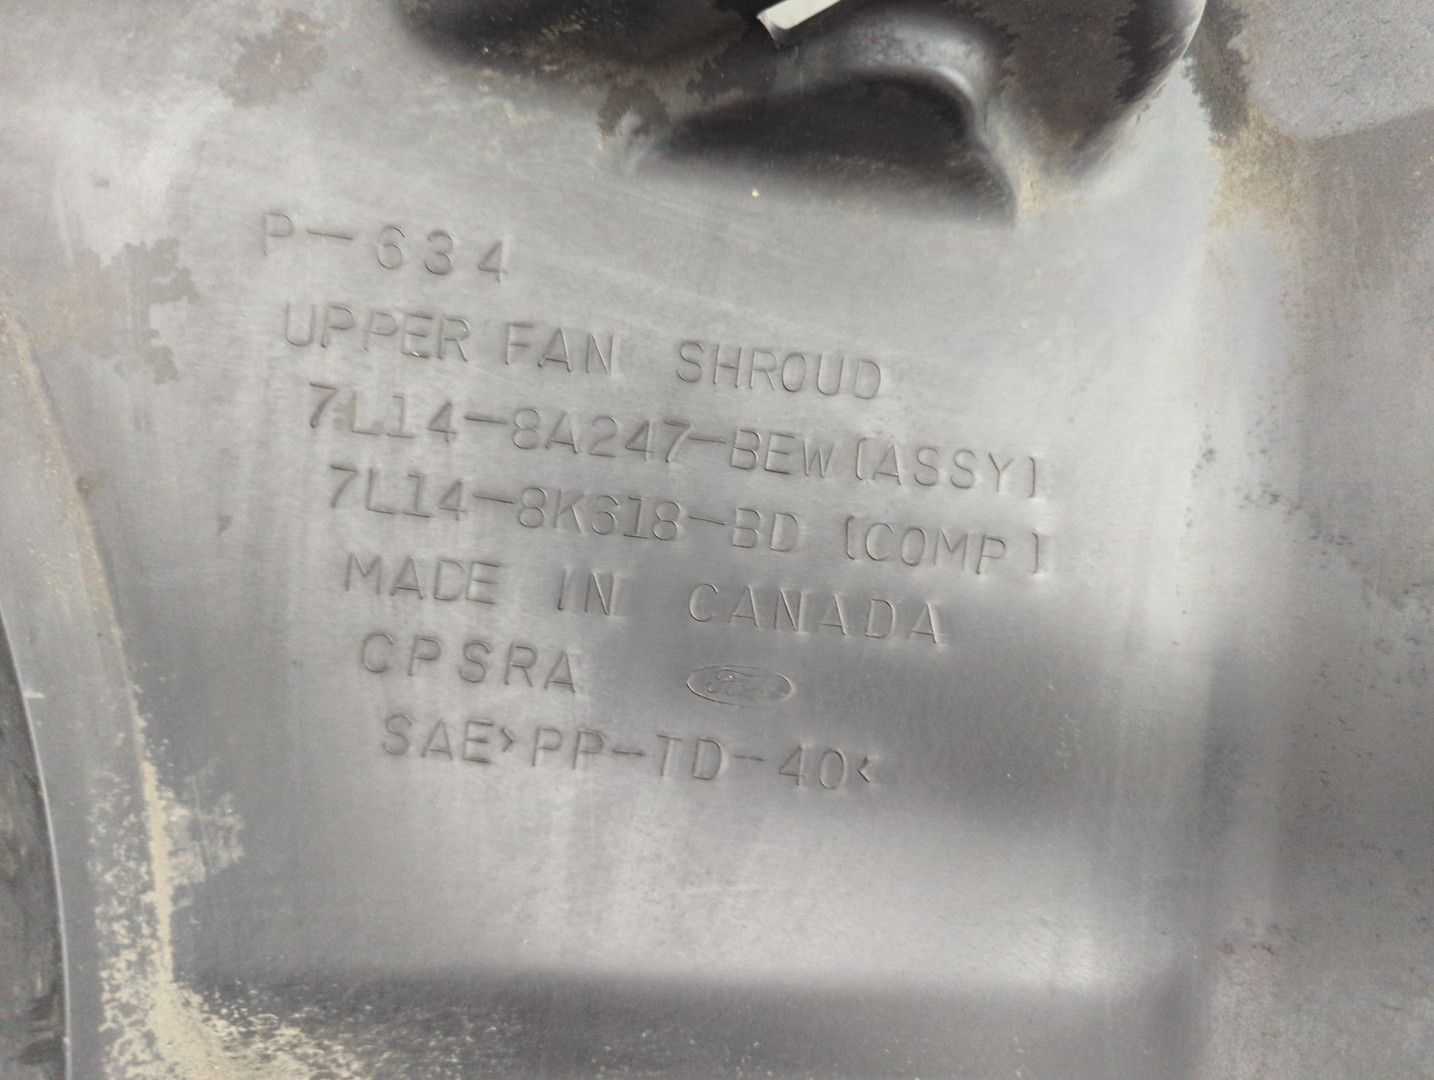 P-634
UPPER FAN SHROUD
7L14-8A247-BEW (ASSY)
7L14-8K618-BD (COMP)
MADE IN CANADA
CPSRA Ford
SAE>PP-TD-40<